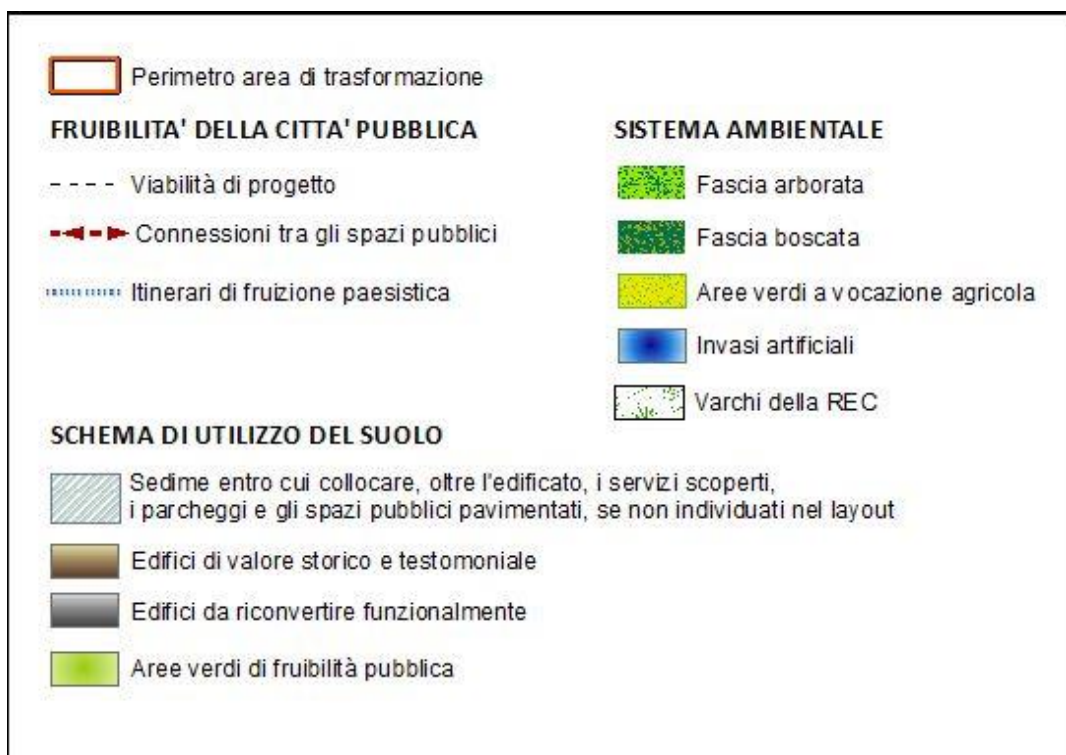 Perimetro area di trasformazione
FRUIBILITA' DELLA CITTA' PUBBLICA
Viabilità di progetto
Connessioni tra gli spazi pubblici
Itinerari di fruizione paesistica
SISTEMA AMBIENTALE
Fascia arborata
Fascia boscata
Aree verdi a vocazione agricola
Invasi artificiali
Varchi della REC
SCHEMA DI UTILIZZO DEL SUOLO
Sedime entro cui collocare, oltre l'edificato, i servizi scoperti,
i parcheggi e gli spazi pubblici pavimentati, se non individuati nel layout
Edifici di valore storico e testomoniale
Edifici da riconvertire funzionalmente
Aree verdi di fruibilità pubblica